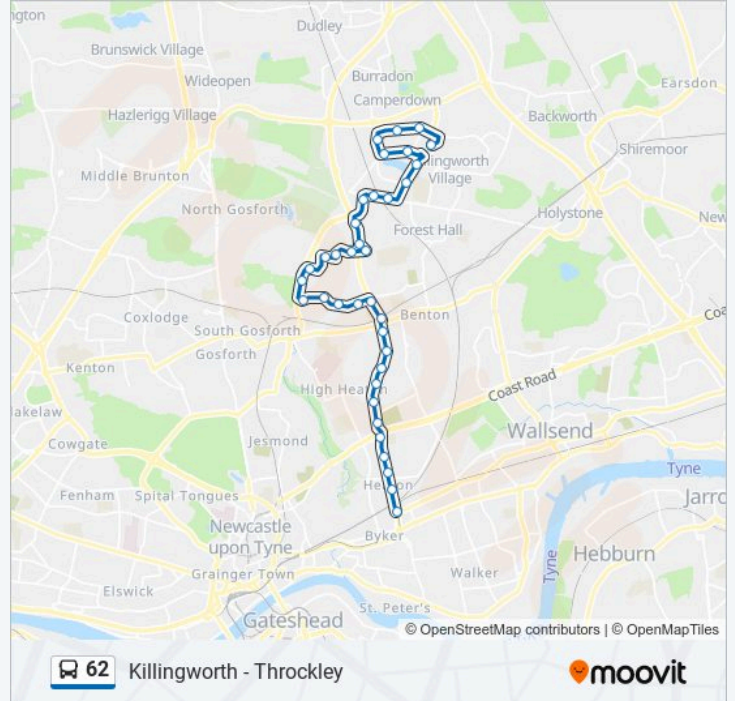 ngton
Dudley
Brunswick Village
Wideopen
Burradon
Camperdown
Earsdon
Hazlerigg Village
Backworth
Shiremoor
llingworth
Village
Middle Brunton
North Gosforth
Holystone
New
Forest Hall
Coxlodge
South Gosforth
Benton
Coa
Gosforth
Kenton
High Heaton
Coast Road
lakelaw
Cowgate
Jesmond
Wallsend
Tyne
Fenham
Spital Tongues
He on
Jarro
Newcastle
upon Tyne
Byker
Hebburn
Grainger Town
Walker
Tyne
Elswick
St. Peter's
Gateshead
© OpenStreetMap contributors | © OpenMapTiles
62 Killingworth - Throckley
moovit